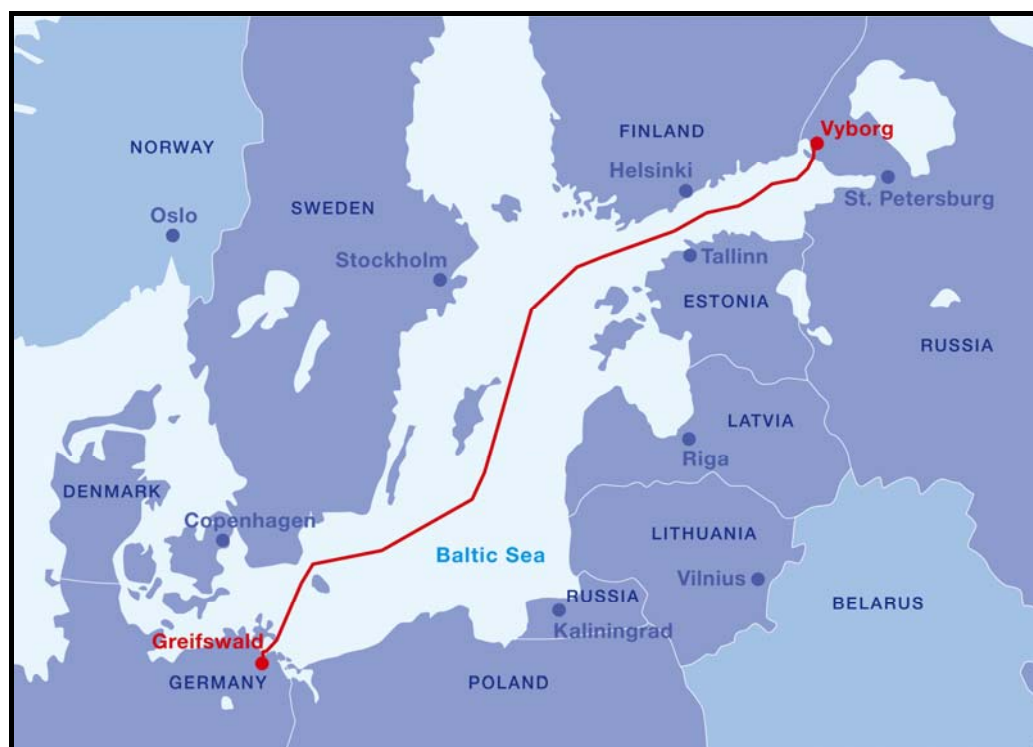 Vyborg
FINLAND
NORWAY
Helsinki
St. Petersburg
SWEDEN
Oslo
Stockholm
Tallinn
ESTONIA
RUSSIA
LATVIA
Riga
DENMARK
Copenhagen
LITHUANIA
Baltic Sea
Vilnius
RUSSIA
BELARUS
Kaliningrad
Greifswald
GERMANY
POLAND